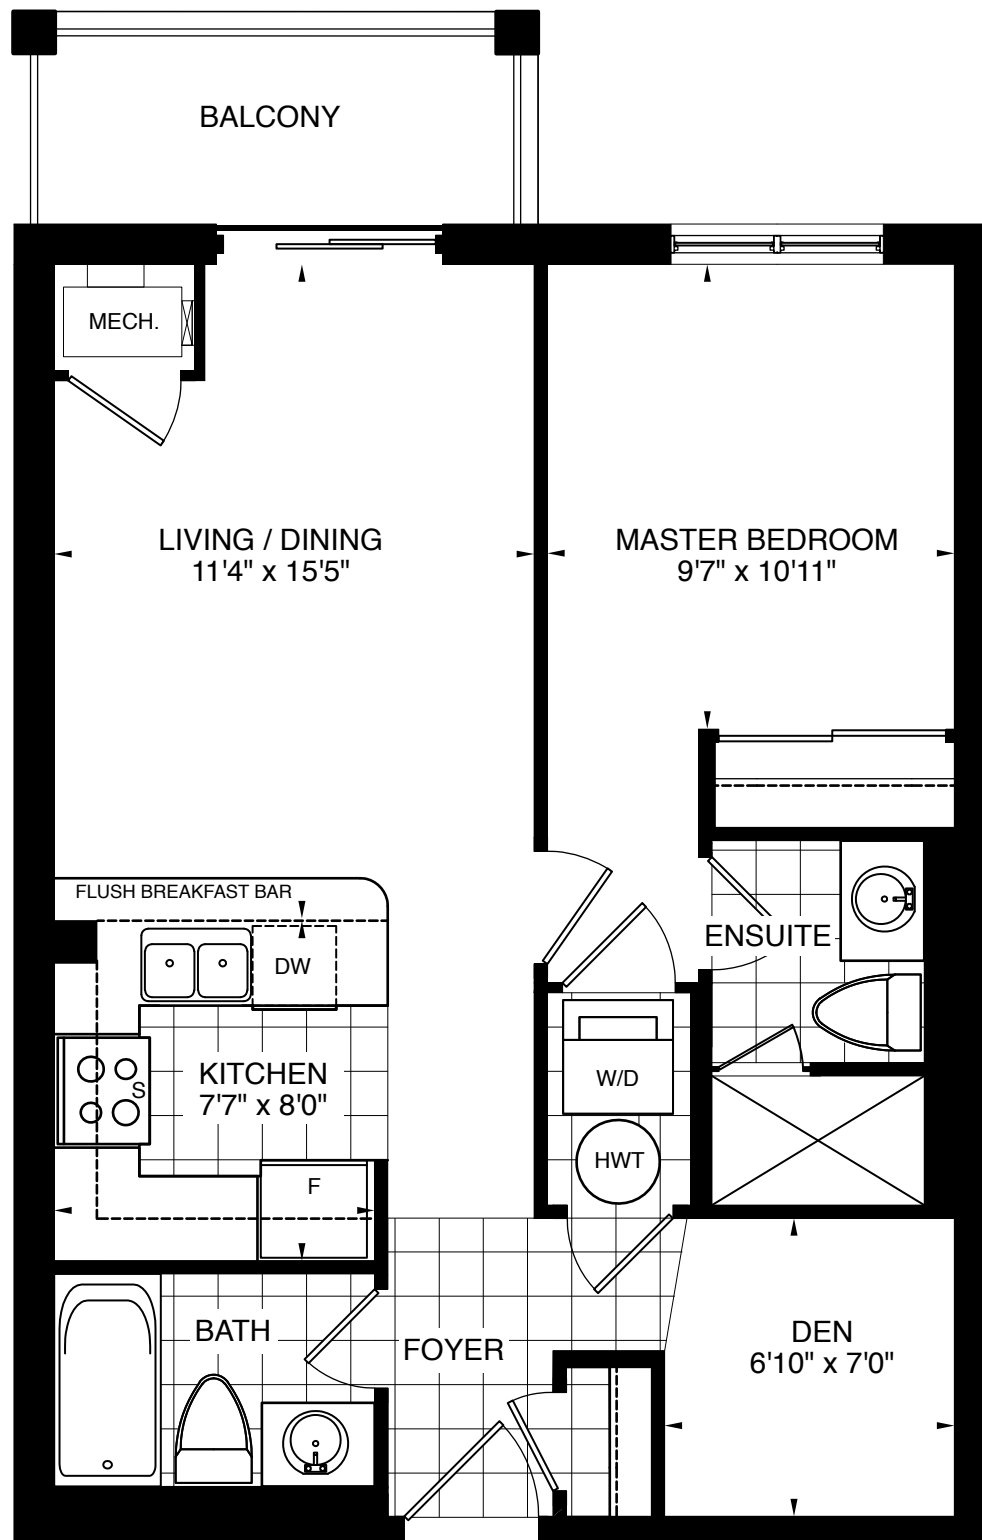 BALCONY
MECH.
LIVING / DINING
11'4" x 15'5"
MASTER BEDROOM
9'7" x 10'11"
FLUSH BREAKFAST BAR
DW
ENSUITE
KITCHEN
7'7" x 8'0"
S
W/D
HWT
F
BATH
FOYER
DEN
6'10" x 7'0"